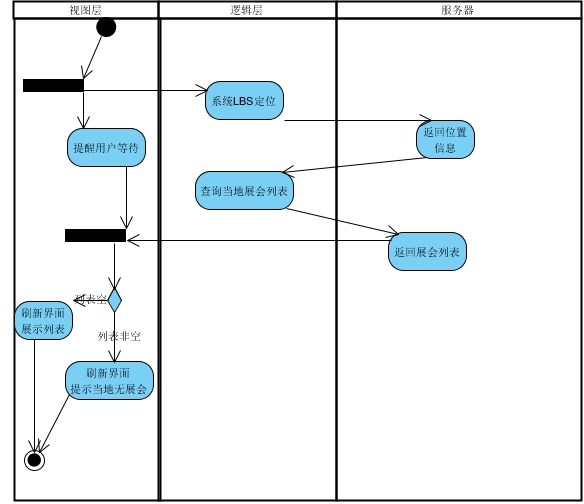 视图层
逻辑层
服务器
系统LBS定位
返回位置
信息
提醒用户等待
查询当地展会列表
返回展会列表
列表空
刷新界面
展示列表
列表非空
刷新界面
提示当地无展会